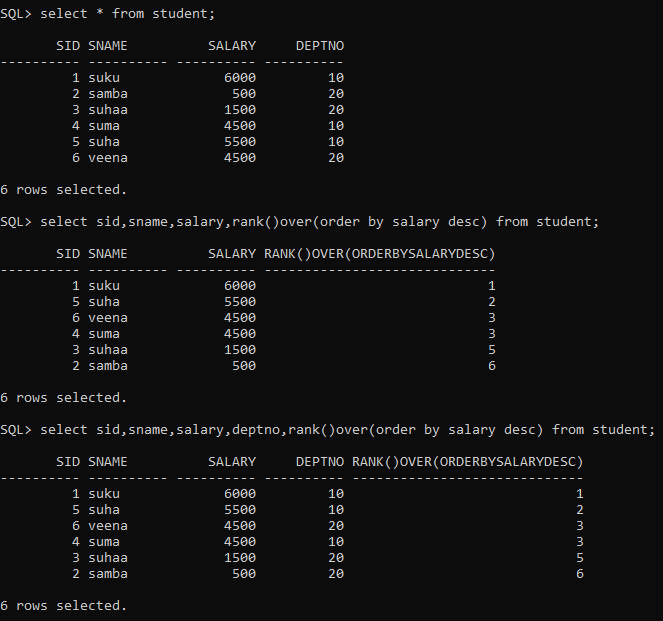 SQL> select * from student;
       SID SNAME          SALARY     DEPTNO
---------- ---------- ---------- ----------
         1 suku             6000         10
         2 samba             500         20
         3 suhaa            1500         20
         4 suma             4500         10
         5 suha             5500         10
         6 veena            4500         20
6 rows selected.
SQL> select sid,sname,salary,rank()over(order by salary desc) from student;
       SID SNAME          SALARY RANK()OVER(ORDERBYSALARYDESC)
---------- ---------- ---------- -----------------------------
         1 suku             6000                             1
         5 suha             5500                             2
         6 veena            4500                             3
         4 suma             4500                             3
         3 suhaa            1500                             5
         2 samba             500                             6
6 rows selected.
SQL> select sid,sname,salary,deptno,rank()over(order by salary desc) from student;
       SID SNAME          SALARY     DEPTNO RANK()OVER(ORDERBYSALARYDESC)
---------- ---------- ---------- ---------- -----------------------------
         1 suku             6000         10                             1
         5 suha             5500         10                             2
         6 veena            4500         20                             3
         4 suma             4500         10                             3
         3 suhaa            1500         20                             5
         2 samba             500         20                             6
6 rows selected.